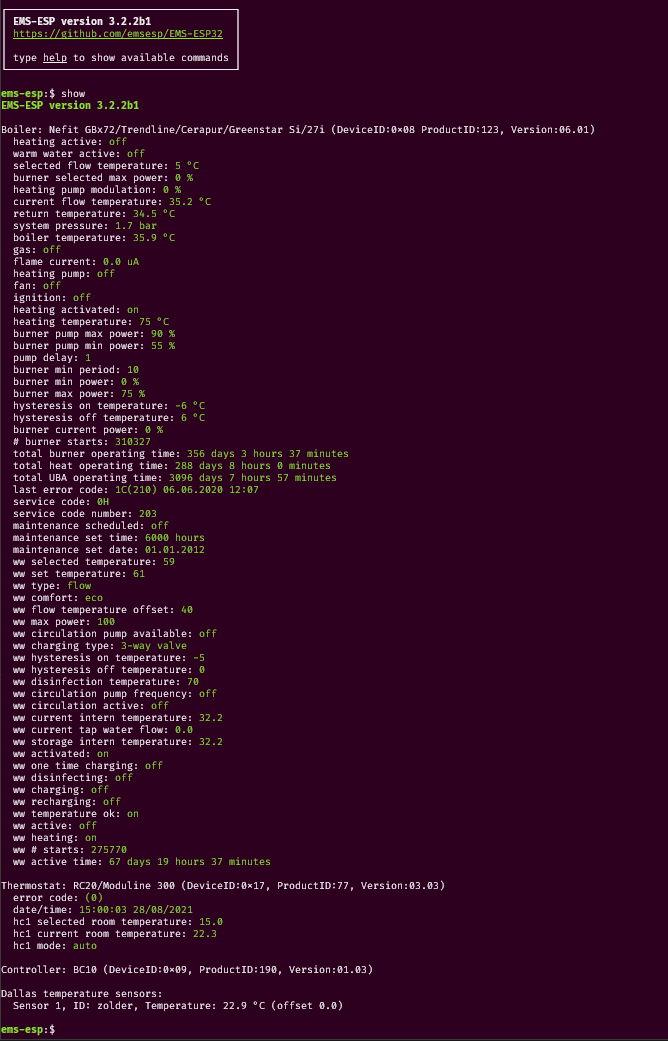 EMS-ESP version 3.2.2b1
https://github.com/emsesp/EMS-ESP32
type help to show available commands
ems-esp:$ show
EMS-ESP version 3.2.2b1
Boiler: Nefit GBx72/Trendline/Cerapur/Greenstar Si/27i (DeviceID:0x08 ProductID:123, Version:06.01)
heating active: off
warm water active: off
selected flow temperature: 5 °C
burner selected max power: 0 %
heating pump modulation: 0 %
current flow temperature: 35.2 °C
return temperature: 34.5 °C
system pressure: 1.7 bar
boiler temperature: 35.9 °C
gas: off
flame current: 0.0 uA
heating pump: off
fan: off
ignition: off
heating activated: on
heating temperature: 75 °C
burner pump max power: 90 %
burner pump min power: 55 %
pump delay: 1
burner min period: 10
burner min power: 0 %
burner max power: 75 %
hysteresis on temperature: -6 °C
hysteresis off temperature: 6 °C
burner current power: 0 %
# burner starts: 310327
total burner operating time: 356 days 3 hours 37 minutes
total heat operating time: 288 days 8 hours 0 minutes
total UBA operating time: 3096 days 7 hours 57 minutes
last error code: 1C(210) 06.06.2020 12:07
service code: 0H
service code number: 203
maintenance scheduled: off
maintenance set time: 6000 hours
maintenance set date: 01.01.2012
ww selected temperature: 59
ww set temperature: 61
ww type: flow
ww comfort: eco
ww flow temperature offset: 40
ww max power: 100
ww circulation pump available: off
ww charging type: 3-way valve
ww hysteresis on temperature: -5
ww hysteresis off temperature: 0
ww disinfection temperature: 70
ww circulation pump frequency: off
ww circulation active: off
ww current intern temperature: 32.2
ww current tap water flow: 0.0
ww storage intern temperature: 32.2
ww activated: on
ww one time charging: off
ww disinfecting: off
ww charging: off
ww recharging: off
ww temperature ok: on
ww active: off
ww heating: on
ww # starts: 275770
ww active time: 67 days 19 hours 37 minutes
Thermostat: RC20/Moduline 300 (DeviceID:0x17, ProductID:77, Version:03.03)
error code: (0)
date/time: 15:00:03 28/08/2021
hc1 selected room temperature: 15.0
hc1 current room temperature: 22.3
hc1 mode: auto
Controller: BC10 (DeviceID:0x09, ProductID:190, Version:01.03)
Dallas temperature sensors:
Sensor 1, ID: zolder, Temperature: 22.9 °C (offset 0.0)
ems-esp:$